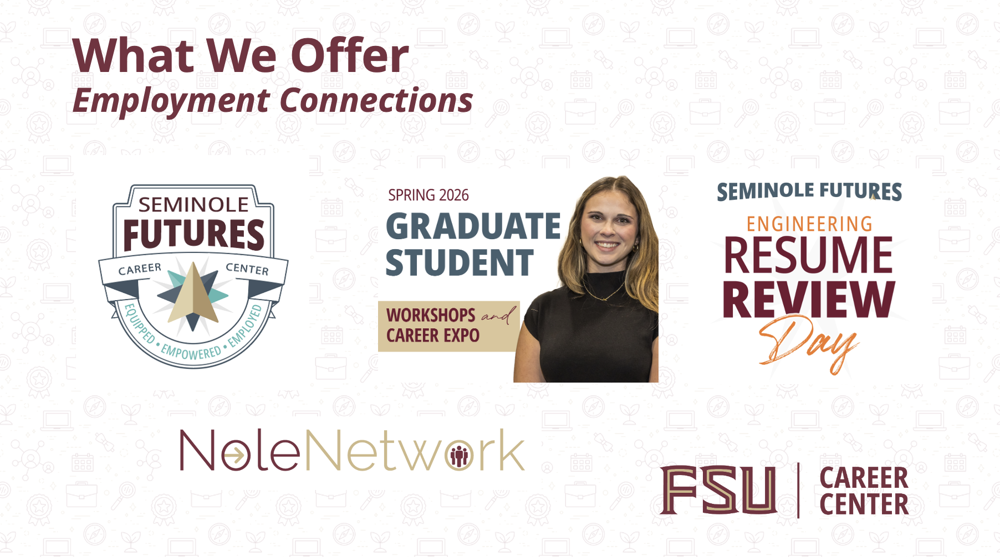 What We Offer
Employment Connections
SEMINOLE
FUTURES
CAREER CENTER
EQUIPPED • EMPOWERED • EMPLOYED
SPRING 2026
GRADUATE
STUDENT
WORKSHOPS and
CAREER EXPO
SEMINOLE FUTURES
ENGINEERING
RESUME
REVIEW
Day
NoleNetwork
FSU
CAREER
CENTER